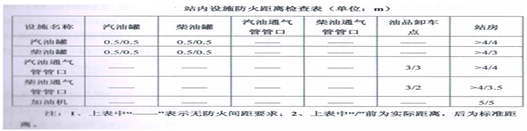 站内设施防火距离检查表（单位：m）
设施名称 汽油罐 柴油罐 汽油通气管管口 柴油通气管管口 油品卸车点 站房
汽油罐 0.5/0.5 0.5/0.5 —— —— —— >4/4
柴油罐 0.5/0.5 0.5/0.5 —— —— —— >4/3
汽油通气管管口 —— —— —— —— 3/3 >4/4
柴油通气管管口 —— —— —— —— 3/2 >4/3.5
加油机 —— —— —— —— —— 5/5
注：1、上表中“——”表示无防火间距要求；2、上表中“/”前为实际距离，后为标准距
离。